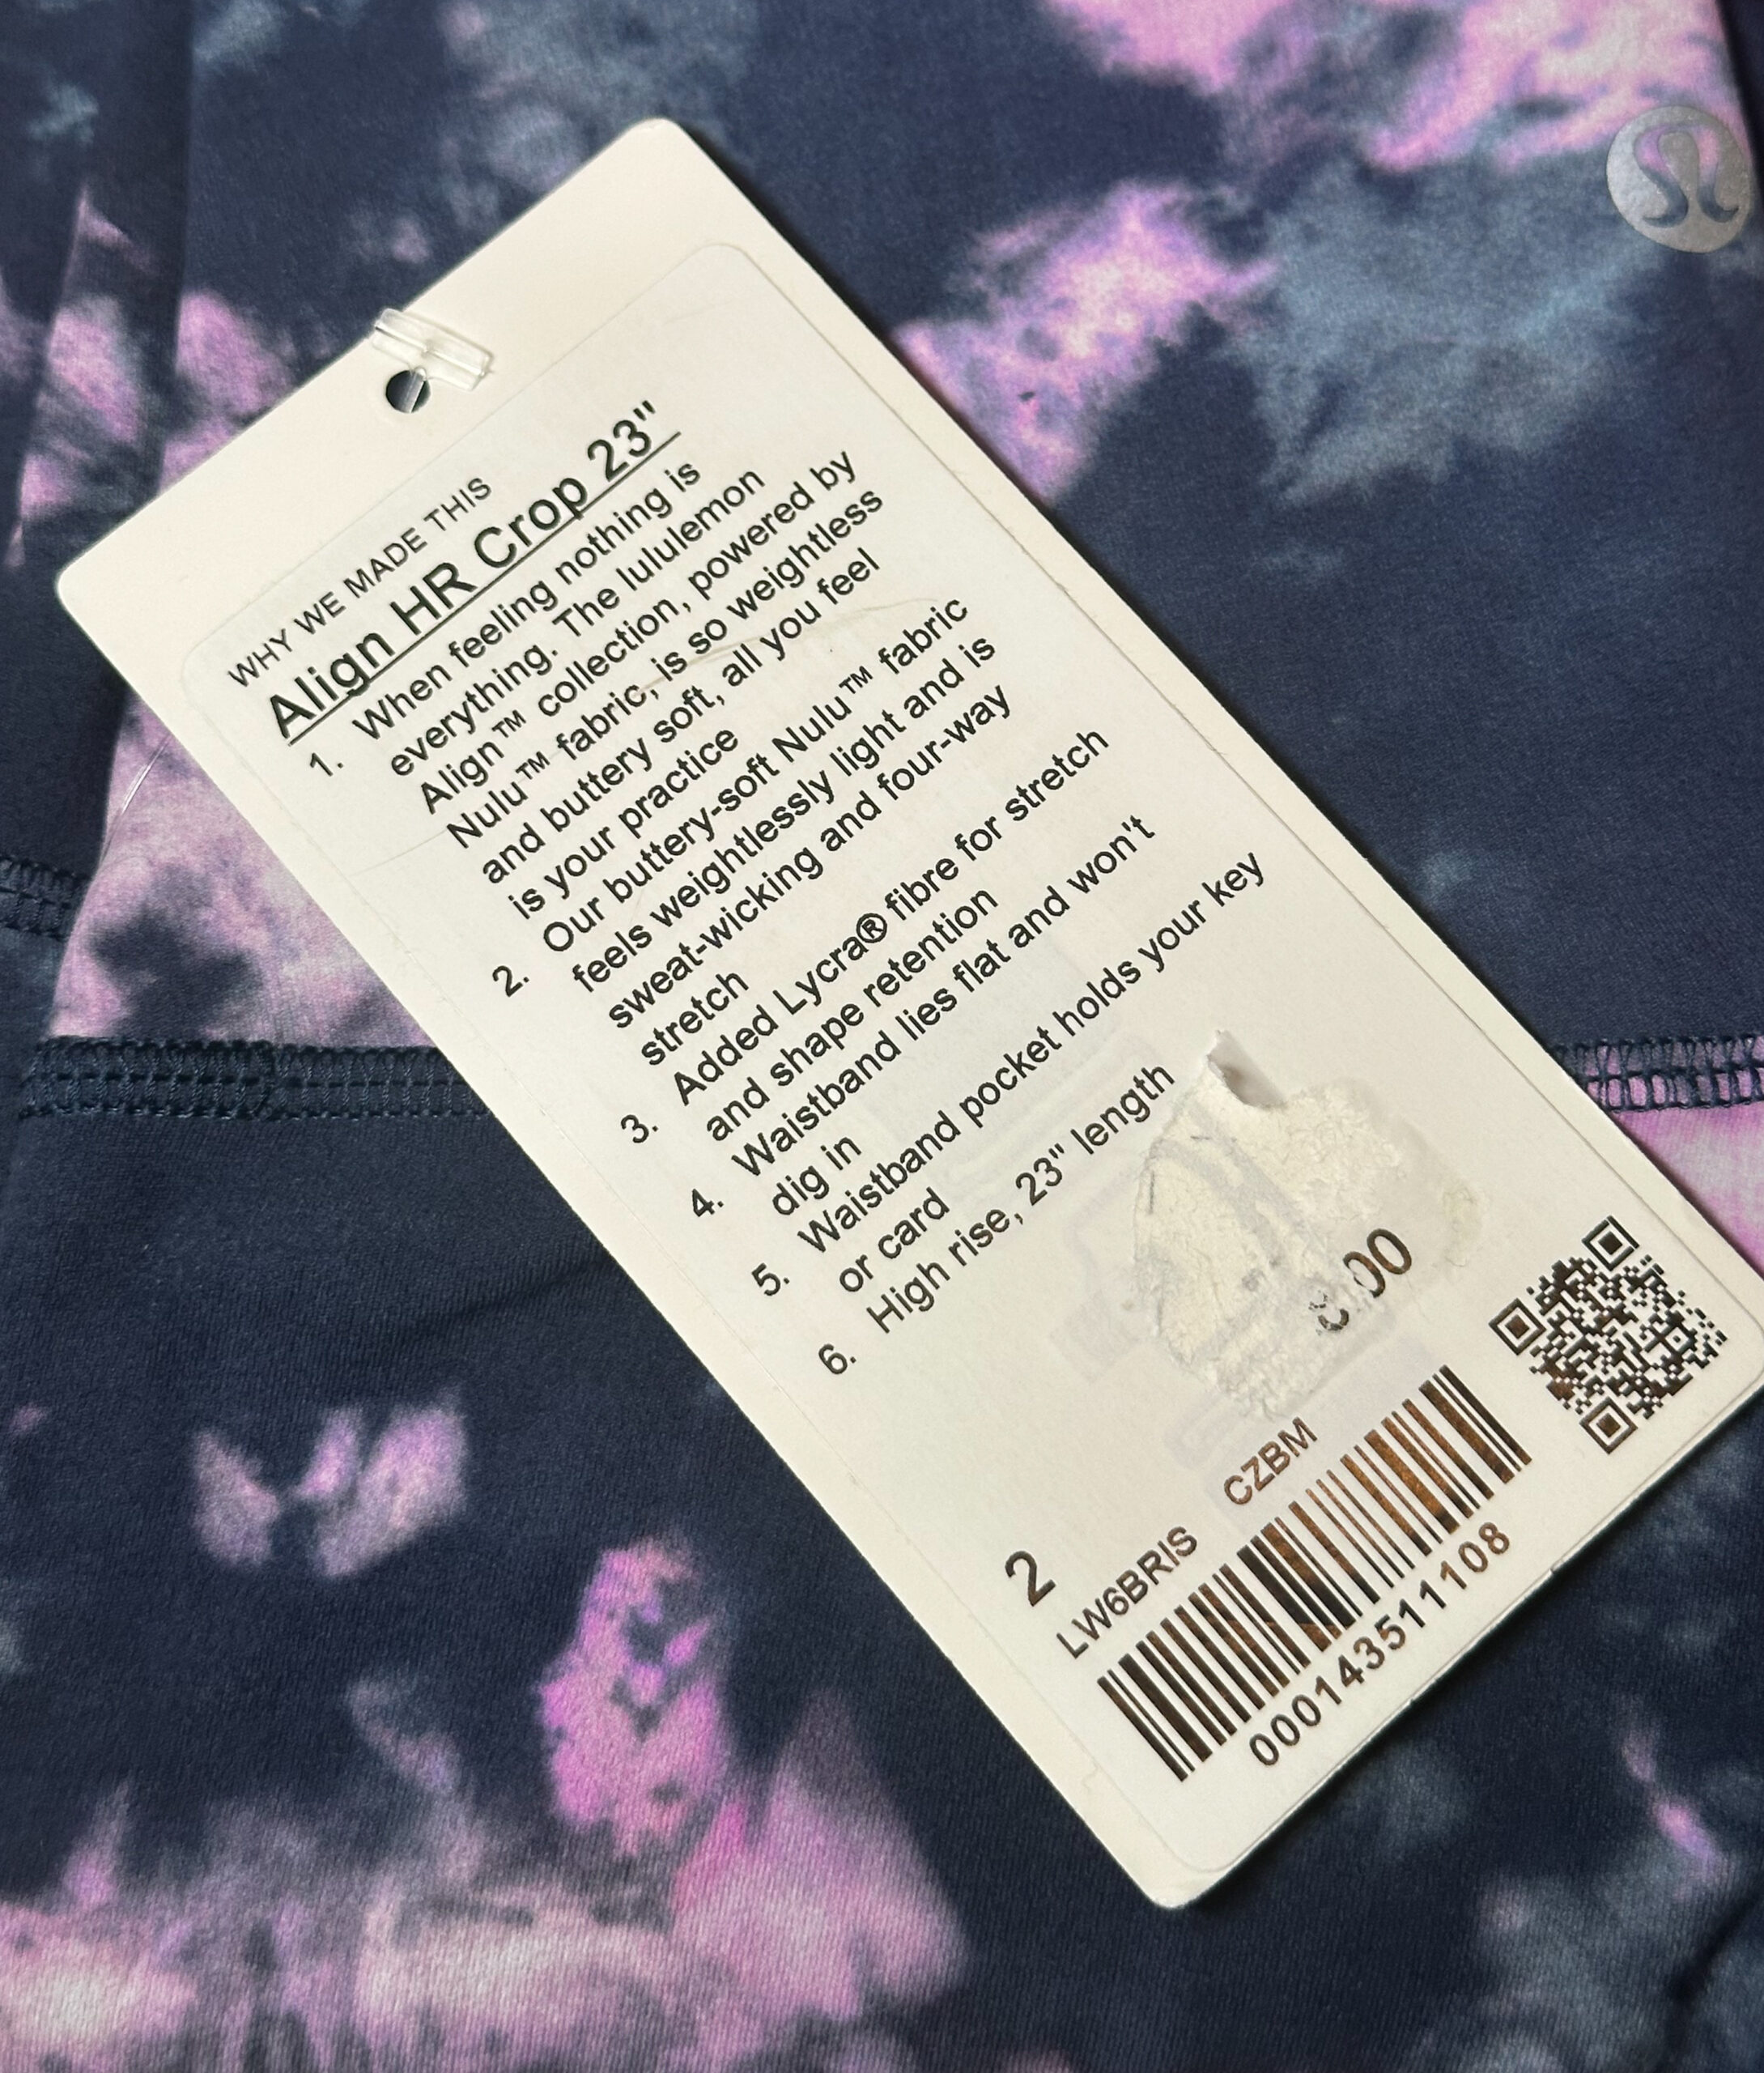 WHY WE MADE THIS
Align HR Crop 23"
1. When feeling nothing is
everything. The lululemon
Align™ collection, powered by
Nulu™ fabric, is so weightless
and buttery soft, all you feel
is your practice
2. Our buttery-soft Nulu™ fabric
feels weightlessly light and is
sweat-wicking and four-way
stretch
3. Added Lycra® fibre for stretch
and shape retention
4. Waistband lies flat and won't
dig in
5. Waistband pocket holds your key
or card
6. High rise, 23" length
8.00
2
LW6BRIS CZBM
000143511108